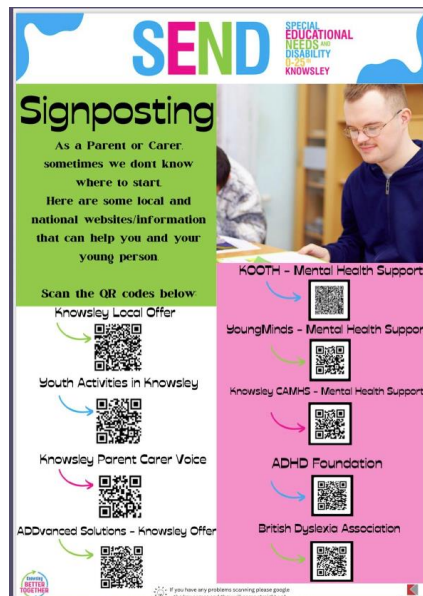 SEND
SPECIAL
EDUCATIONAL
NEEDS AND
DISABILITY
0-25 IN
KNOWSLEY
Signposting
As a Parent or Carer
sometimes we dont know
where to start
Here are some local and
national websites/information
that can help you and your
young person
Scan the QR codes below
Knowsley Local Offer
Youth Activities in Knowsley
Knowsley Parent Carer Voice
ADDvanced Solutions - Knowsley Offer
KOOTH - Mental Health Support
YoungMinds - Mental Health Suppor
Knowsley CAMHS - Mental Health Support
ADHD Foundation
British Dyslexia Association
Knowsley
BETTER
TOGETHER
If you have any problems scanning please google